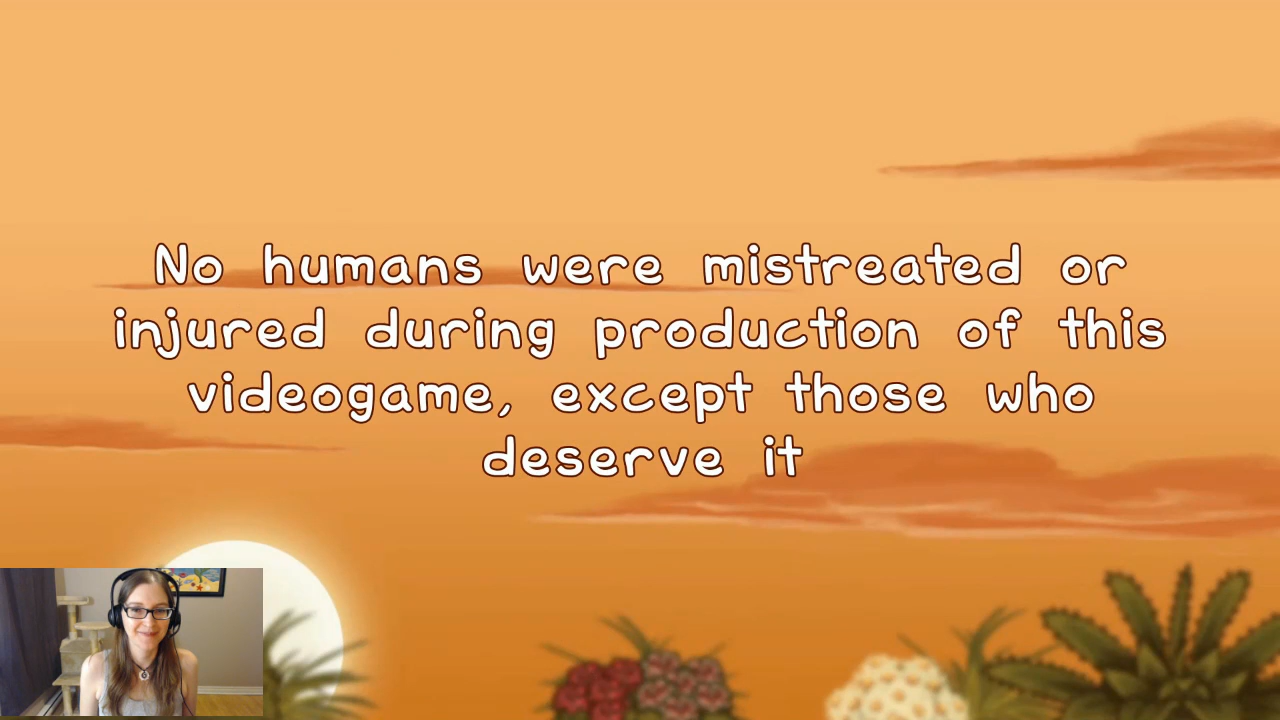 No humans were mistreated or
injured during production of this
videogame, except those who
deserve it